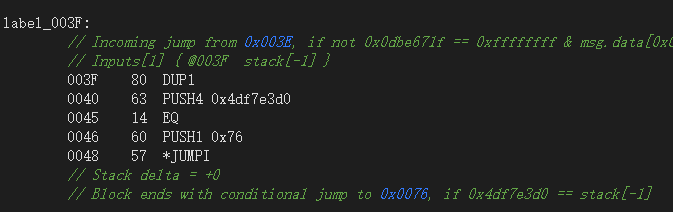 label_003F:
// Incoming jump from 0x003E, if not 0x0dbe671f == 0xffffffff & msg.data[0x0
// Inputs[1] { @003F  stack[-1] }
003F    80  DUP1
0040    63  PUSH4 0x4df7e3d0
0045    14  EQ
0046    60  PUSH1 0x76
0048    57  *JUMPI
// Stack delta = +0
// Block ends with conditional jump to 0x0076, if 0x4df7e3d0 == stack[-1]